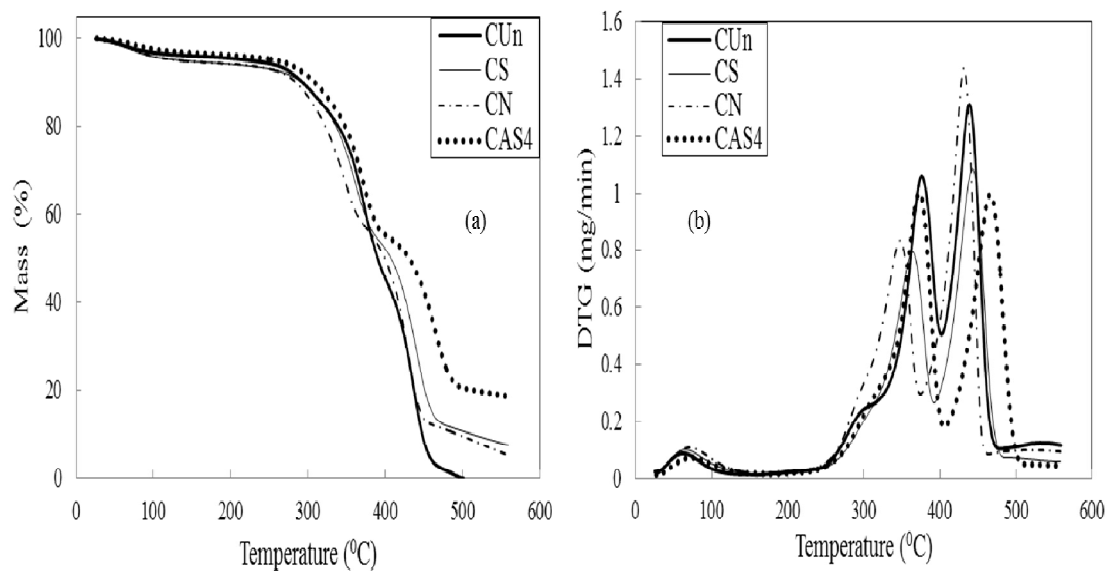 100
80
60
40
20
0
Mass (%)
0 100 200 300 400 500 600
Temperature (⁰C)
CUn
CS
CN
CAS4
(a)
1.6
1.4
1.2
1
0.8
0.6
0.4
0.2
0
DTG (mg/min)
0 100 200 300 400 500 600
Temperature (⁰C)
CUn
CS
CN
CAS4
(b)